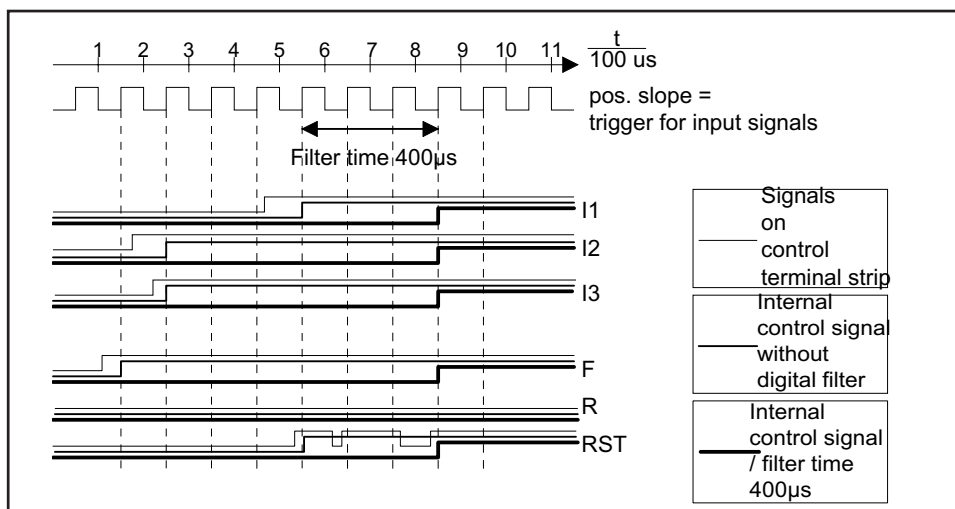 t
1 2 3 4 5 6 7 8 9 10 11
100 us
pos. slope =
trigger for input signals
Filter time 400µs
I1
I2
I3
F
R
RST
Signals
on
control
terminal strip
Internal
control signal
without
digital filter
Internal
control signal
/ filter time
400µs